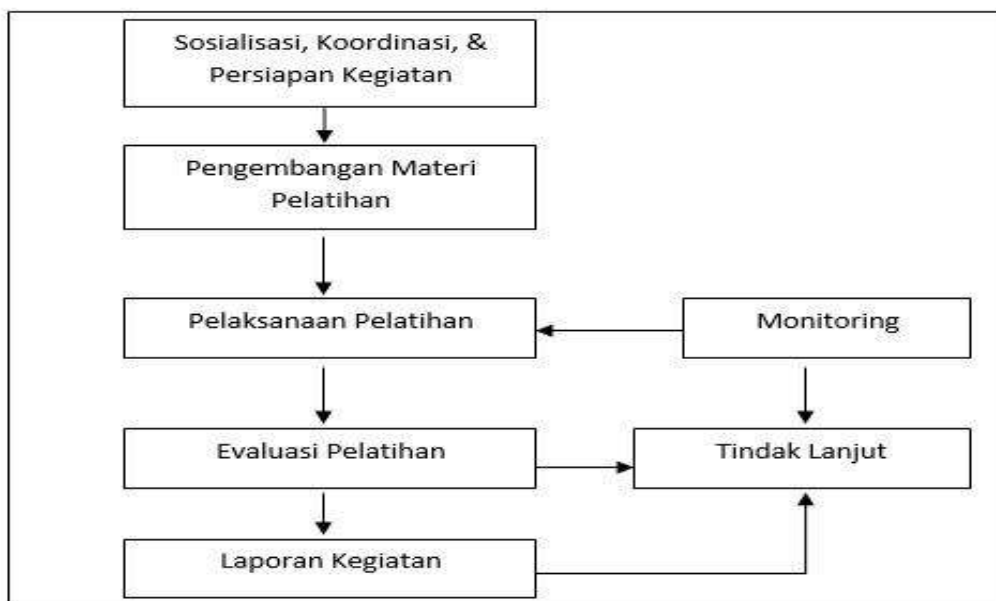 Sosialisasi, Koordinasi, &
Persiapan Kegiatan
Pengembangan Materi
Pelatihan
Pelaksanaan Pelatihan
Monitoring
Evaluasi Pelatihan
Tindak Lanjut
Laporan Kegiatan